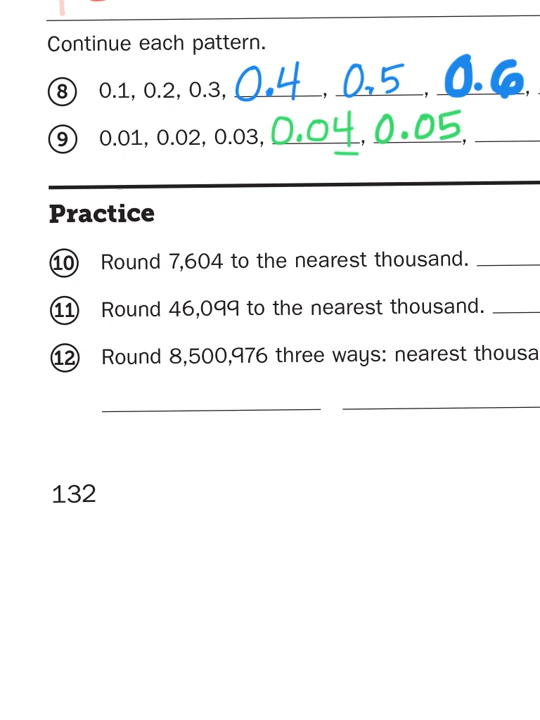 Continue each pattern.
8 0.1, 0.2, 0.3, 0.4, 0.5, 0.6,
9 0.01, 0.02, 0.03, 0.04, 0.05,
Practice
10 Round 7,604 to the nearest thousand.
11 Round 46,099 to the nearest thousand.
12 Round 8,500,976 three ways: nearest
132